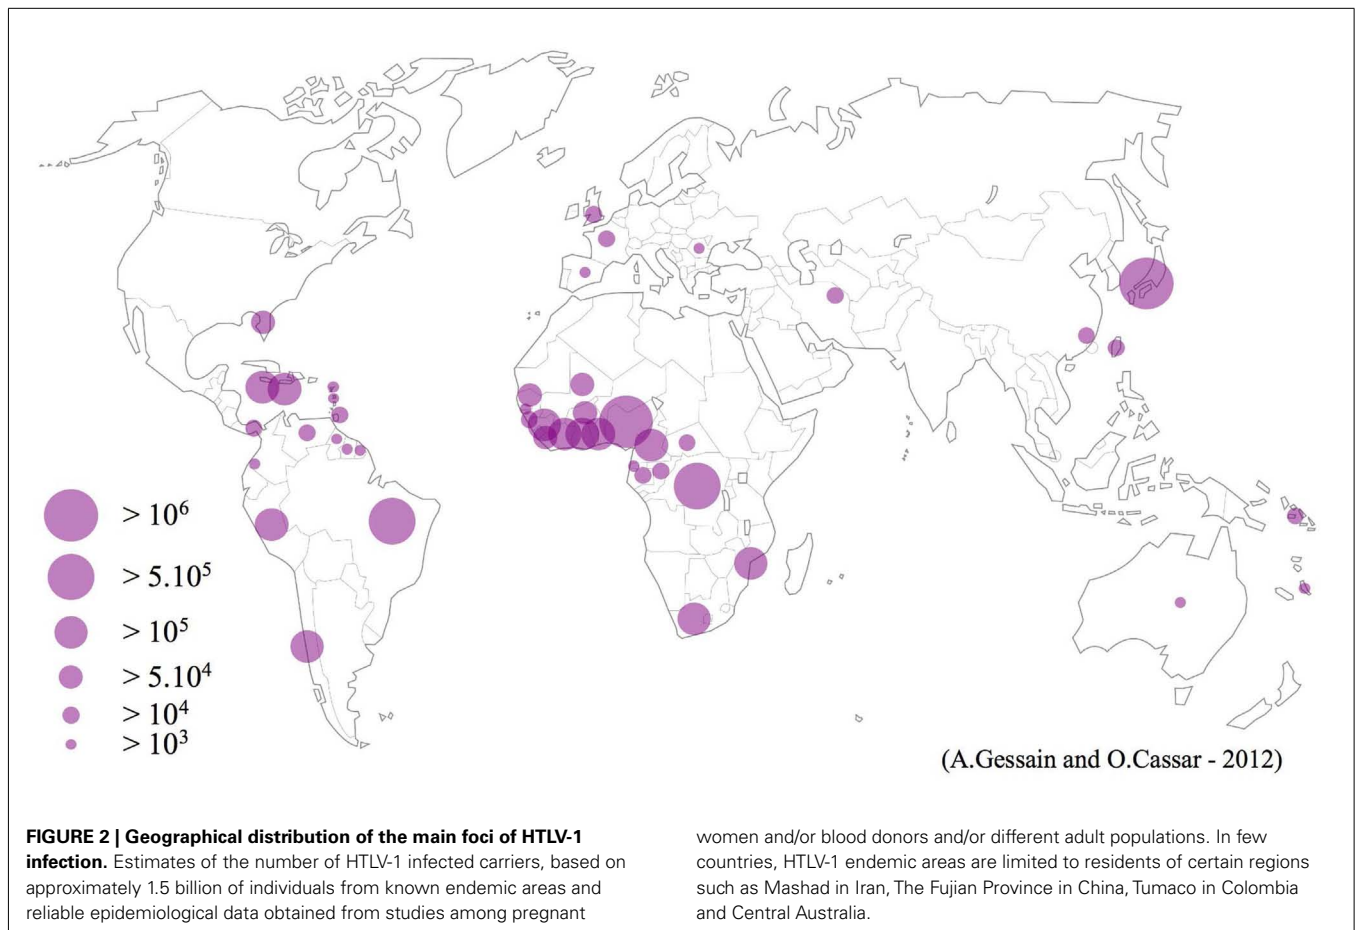 > 10⁶
> 5.10⁵
> 10⁵
> 5.10⁴
> 10⁴
> 10³
(A.Gessain and O.Cassar - 2012)
FIGURE 2 | Geographical distribution of the main foci of HTLV-1
infection. Estimates of the number of HTLV-1 infected carriers, based on
approximately 1.5 billion of individuals from known endemic areas and
reliable epidemiological data obtained from studies among pregnant
women and/or blood donors and/or different adult populations. In few
countries, HTLV-1 endemic areas are limited to residents of certain regions
such as Mashad in Iran, The Fujian Province in China, Tumaco in Colombia
and Central Australia.